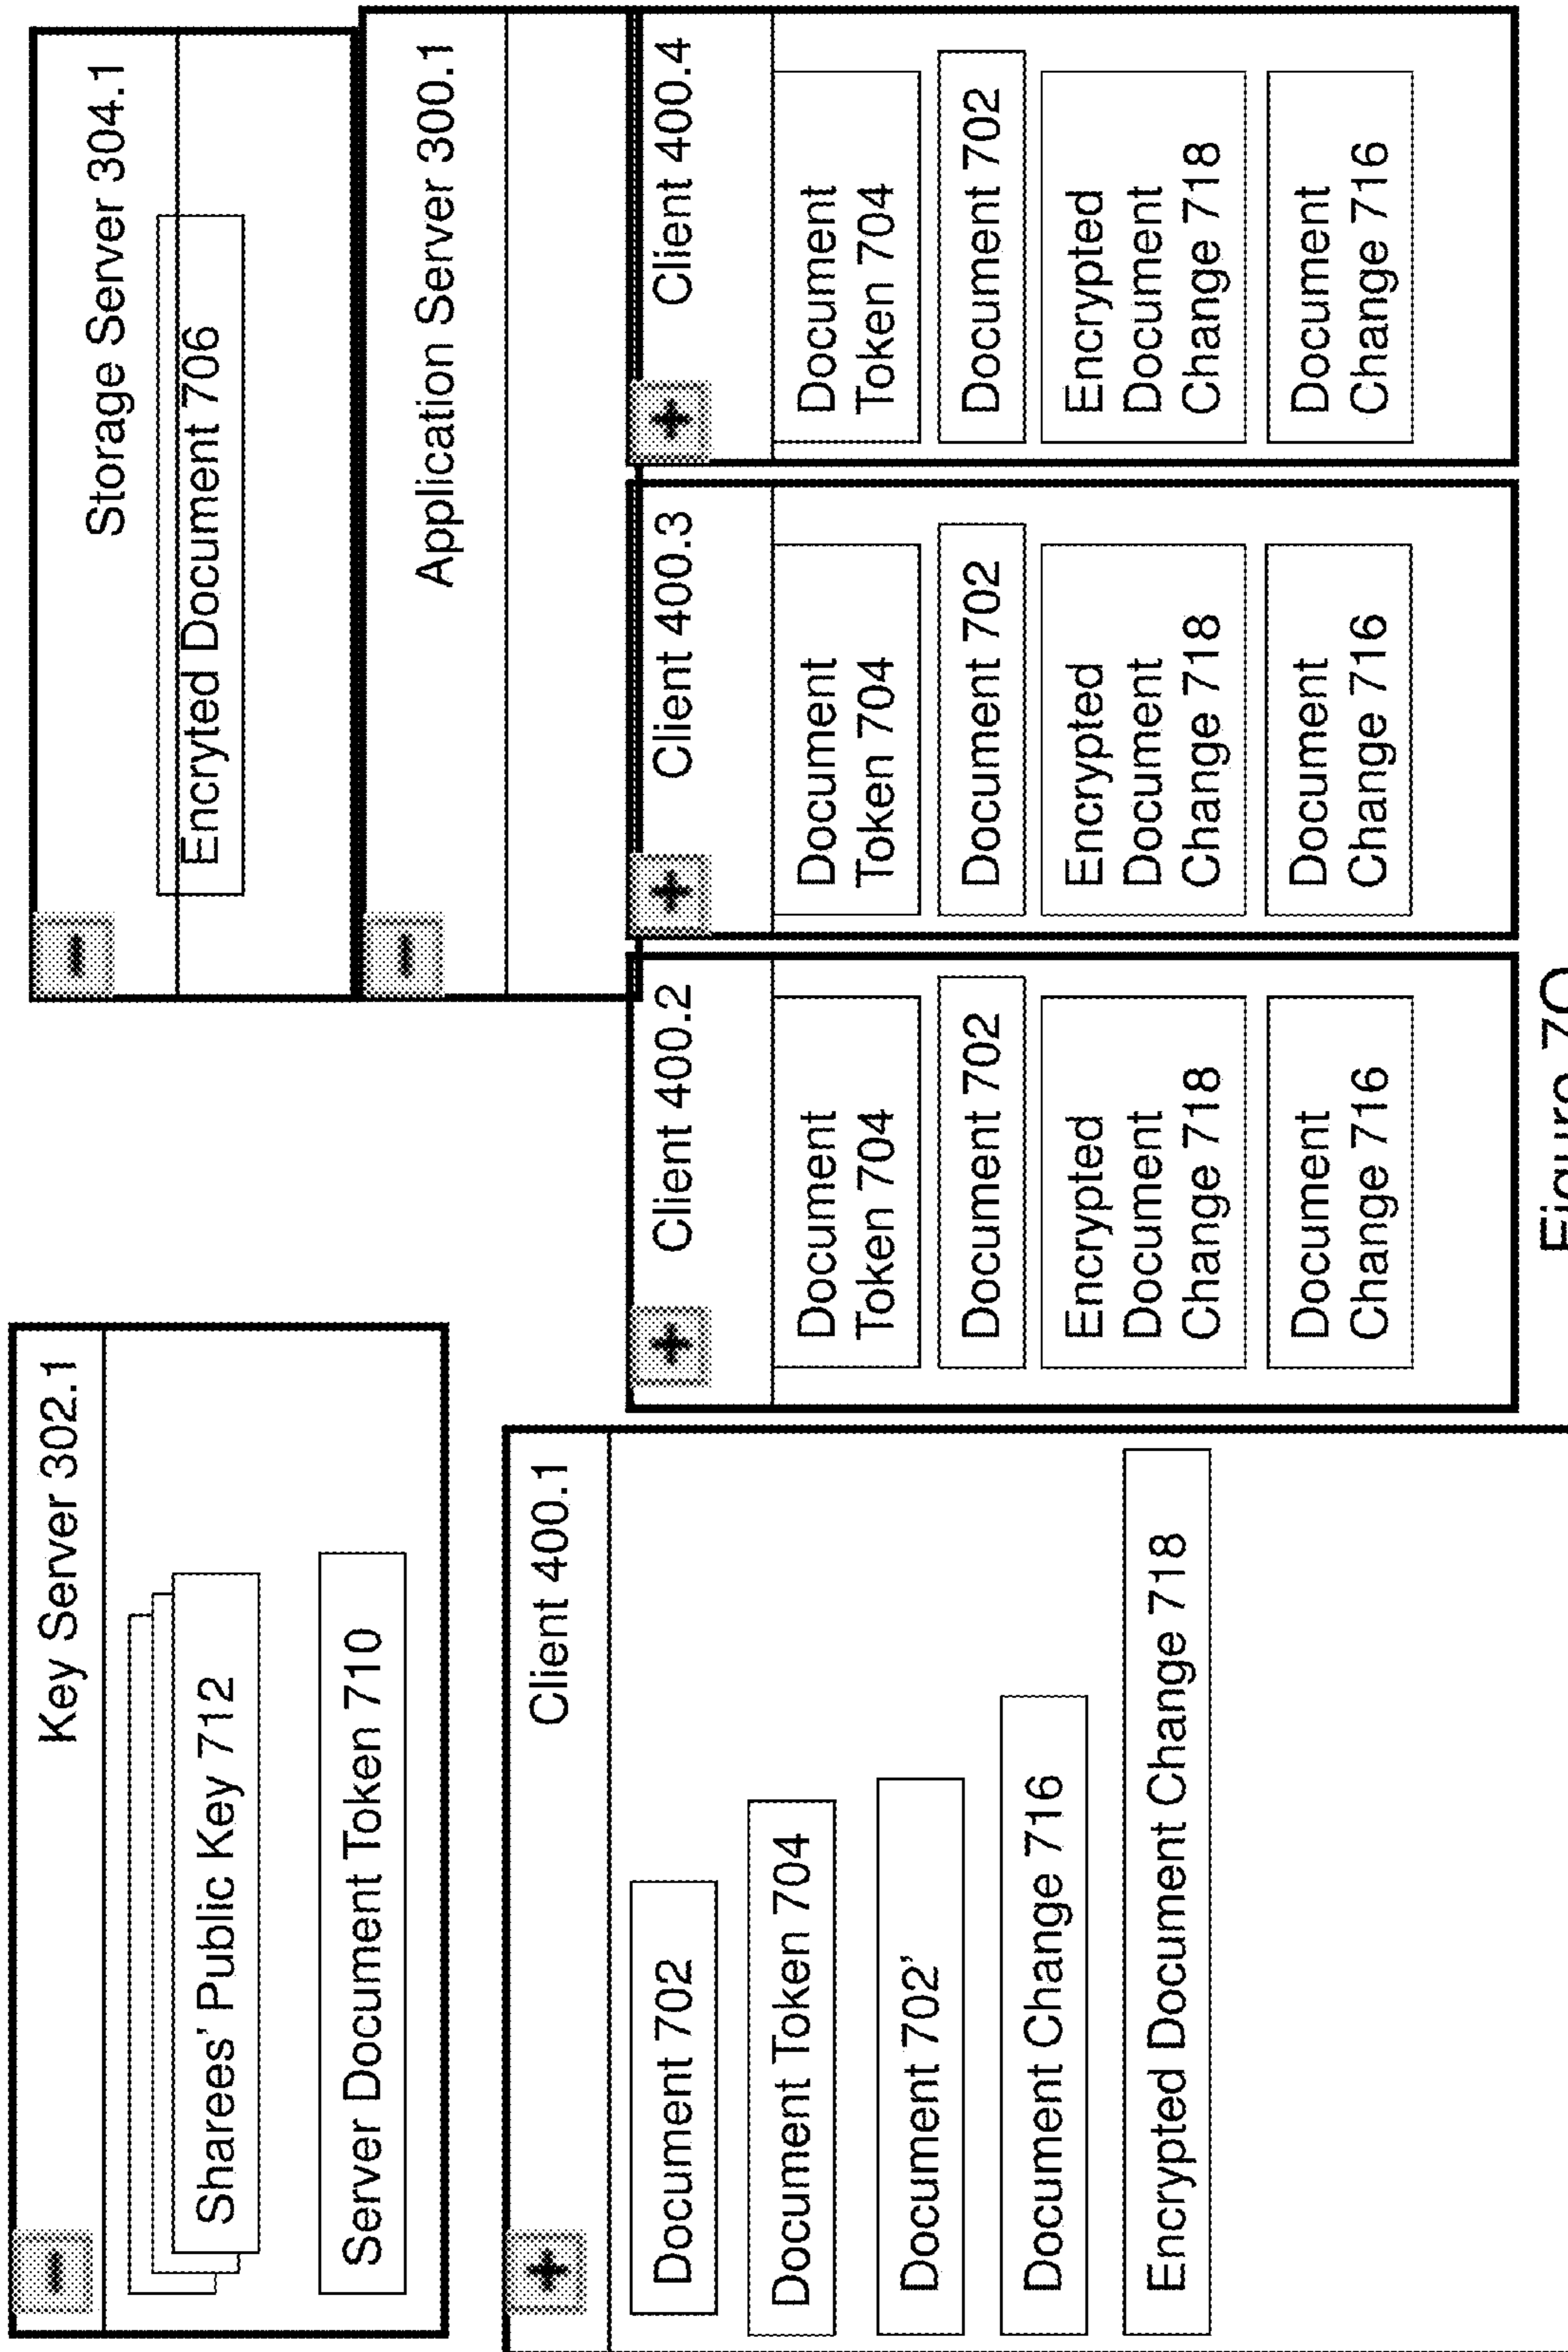 − Key Server 302.1
Sharees' Public Key 712
Server Document Token 710
− Storage Server 304.1
Encryted Document 706
− Application Server 300.1
+ Client 400.1
Document 702
Document Token 704
Document 702'
Document Change 716
Encrypted Document Change 718
+ Client 400.2
Document
Token 704
Document 702
Encrypted
Document
Change 718
Document
Change 716
+ Client 400.3
Document
Token 704
Document 702
Encrypted
Document
Change 718
Document
Change 716
+ Client 400.4
Document
Token 704
Document 702
Encrypted
Document
Change 718
Document
Change 716
Figure